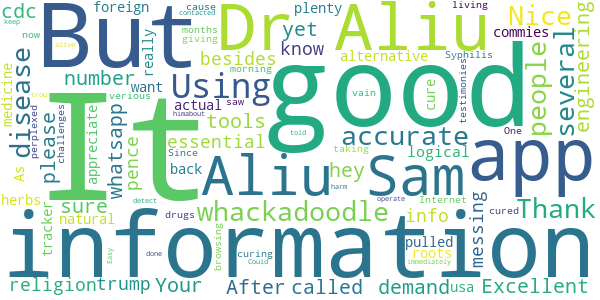 cdc foreign cause contacted plenty living
keep now months giving really yet Nice commies
But Dr Aliu
number morning besides know alternative Syphilis testimonies
medicine disease As perplexed challenges alive
want Using vain cure people One several engineering
It good
actual saw verious himabout tools
please whatsapp essential told accurate
appreciate pence Since hey taking logical
herbs natural back Aliu Sam app
sure drugs whackadoodle info Internet cured Thank
tracker curing browsing pulled roots harm messing operate
information
religion trump Your After called demand usa Excellent
detect Easy done Could immediately